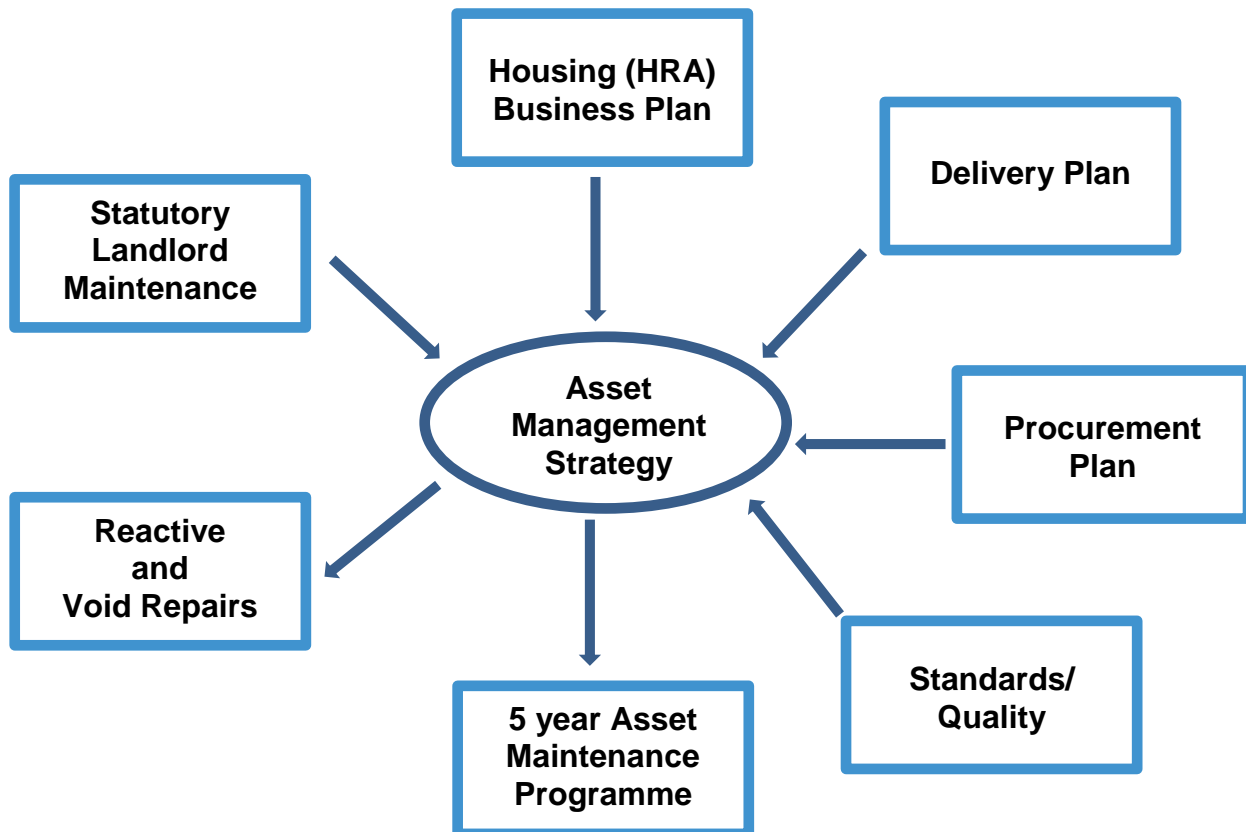 Housing (HRA)
Business Plan
Delivery Plan
Statutory
Landlord
Maintenance
Asset
Management
Strategy
Procurement
Plan
Reactive
and
Void Repairs
Standards/
Quality
5 year Asset
Maintenance
Programme